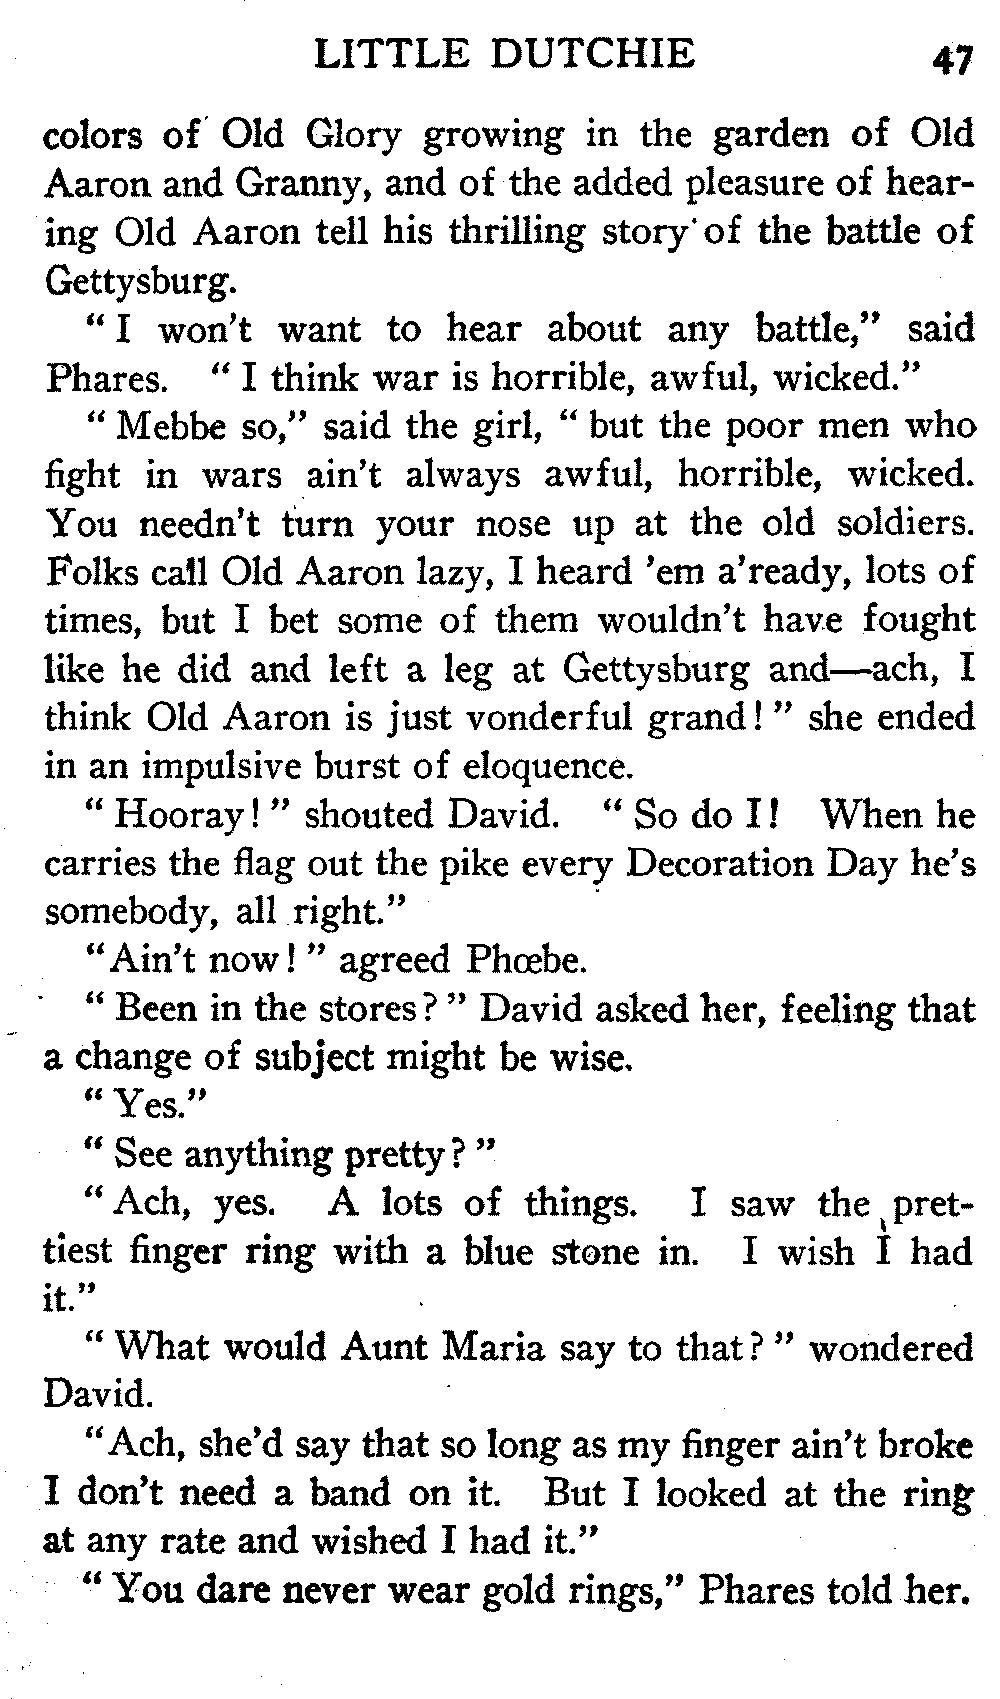 LITTLE DUTCHIE 47
colors of Old Glory growing in the garden of Old
Aaron and Granny, and of the added pleasure of hear-
ing Old Aaron tell his thrilling story of the battle of
Gettysburg.
“ I won’t want to hear about any battle,” said
Phares. “ I think war is horrible, awful, wicked.”
“ Mebbe so,” said the girl, “ but the poor men who
fight in wars ain’t always awful, horrible, wicked.
You needn’t turn your nose up at the old soldiers.
Folks call Old Aaron lazy, I heard ’em a’ready, lots of
times, but I bet some of them wouldn’t have fought
like he did and left a leg at Gettysburg and—ach, I
think Old Aaron is just vonderful grand! ” she ended
in an impulsive burst of eloquence.
“ Hooray! ” shouted David. “ So do I! When he
carries the flag out the pike every Decoration Day he’s
somebody, all right.”
“Ain’t now! ” agreed Phœbe.
“ Been in the stores? ” David asked her, feeling that
a change of subject might be wise.
“ Yes.”
“ See anything pretty? ”
“ Ach, yes. A lots of things. I saw the pret-
tiest finger ring with a blue stone in. I wish I had
it.”
“ What would Aunt Maria say to that? ” wondered
David.
“Ach, she’d say that so long as my finger ain’t broke
I don’t need a band on it. But I looked at the ring
at any rate and wished I had it.”
“ You dare never wear gold rings,” Phares told her.